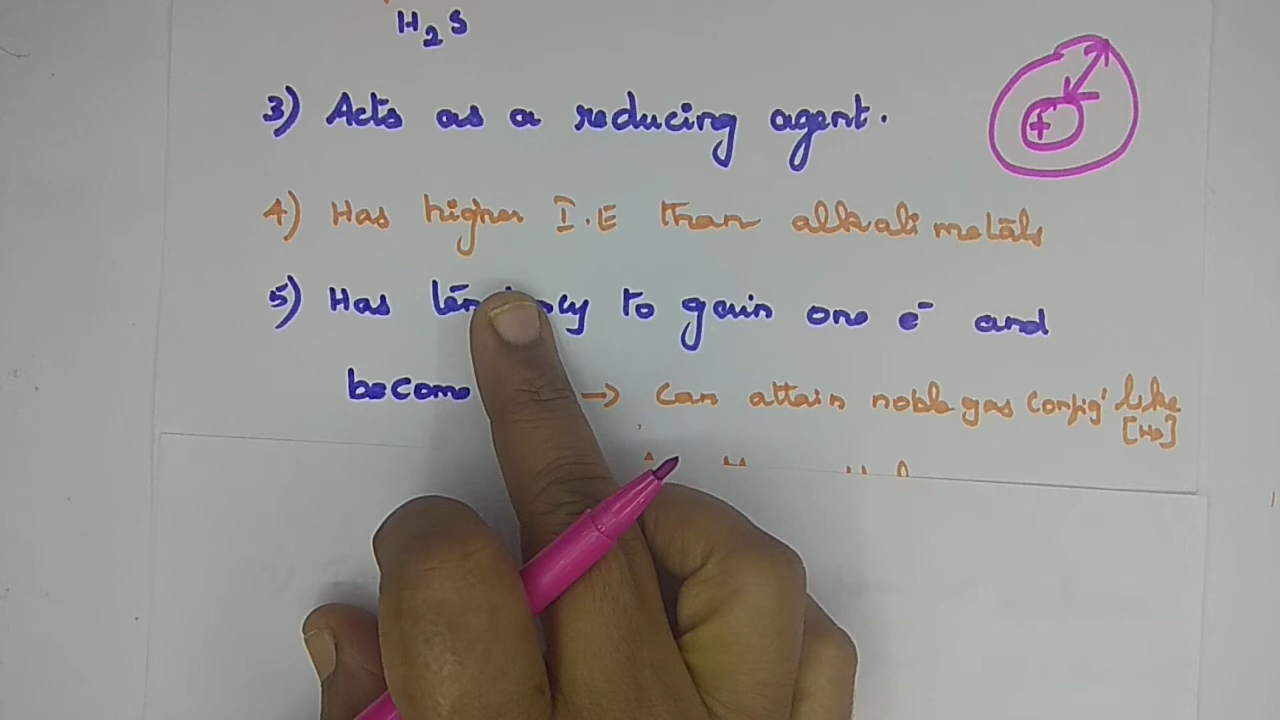 H2S
3) Acts as a reducing agent.
4) Has higher I.E than alkali metals
5) Has to gain one e- and
become → Can attain noble gas config' like
[He]
+